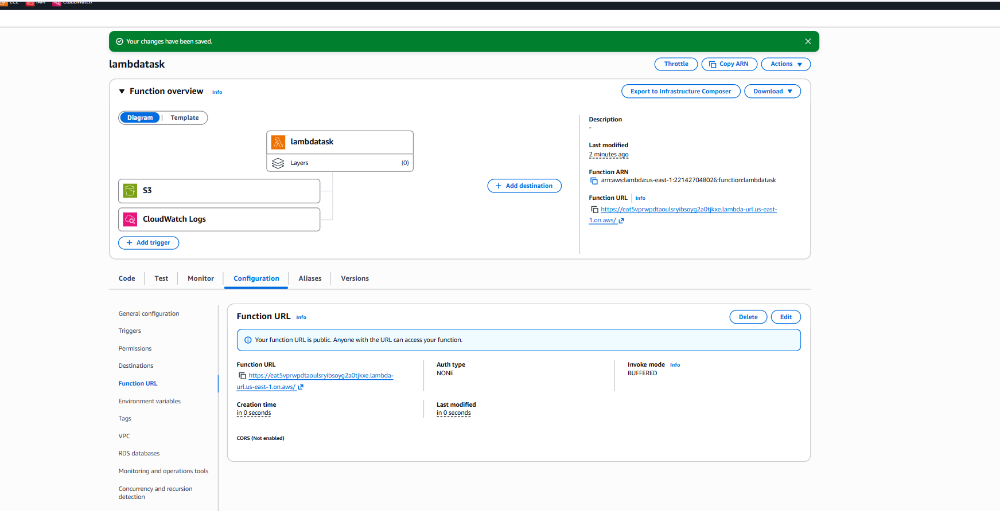 EC2 IAM CloudWatch
Your changes have been saved.
lambdatask
Throttle Copy ARN Actions
Function overview Info
Export to Infrastructure Composer Download
Diagram | Template
lambdatask
Layers (0)
S3
CloudWatch Logs
+ Add trigger
+ Add destination
Description
-
Last modified
2 minutes ago
Function ARN
arn:aws:lambda:us-east-1:221427048026:function:lambdatask
Function URL Info
https://eat5vprwpdtaoulsryibsoyg2a0tjkxe.lambda-url.us-east-
1.on.aws/
Code Test Monitor Configuration Aliases Versions
General configuration
Triggers
Permissions
Destinations
Function URL
Environment variables
Tags
VPC
RDS databases
Monitoring and operations tools
Concurrency and recursion
detection
Function URL Info
Delete Edit
Your function URL is public. Anyone with the URL can access your function.
Function URL
https://eat5vprwpdtaoulsryibsoyg2a0tjkxe.lambda-
url.us-east-1.on.aws/
Auth type
NONE
Invoke mode Info
BUFFERED
Creation time
in 0 seconds
Last modified
in 0 seconds
CORS (Not enabled)